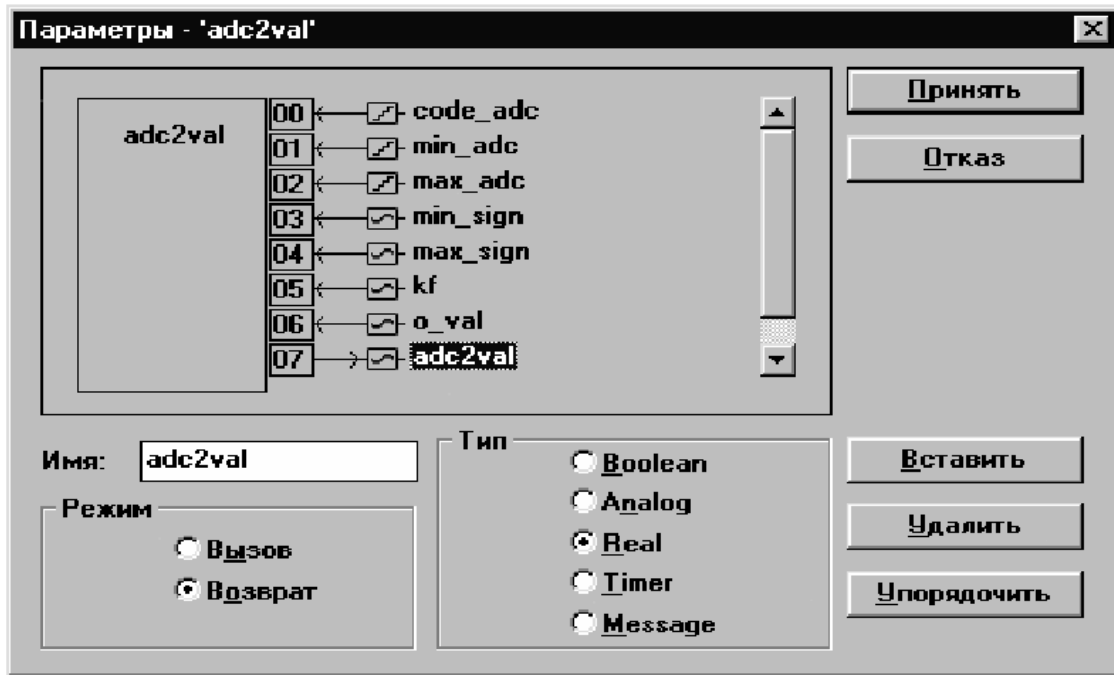 Параметры - 'adc2val'
adc2val
00 code_adc
01 min_adc
02 max_adc
03 min_sign
04 max_sign
05 kf
06 o_val
07 adc2val
Принять
Отказ
Имя: adc2val
Режим
Вызов
Возврат
Тип
Boolean
Analog
Real
Timer
Message
Вставить
Удалить
Упорядочить